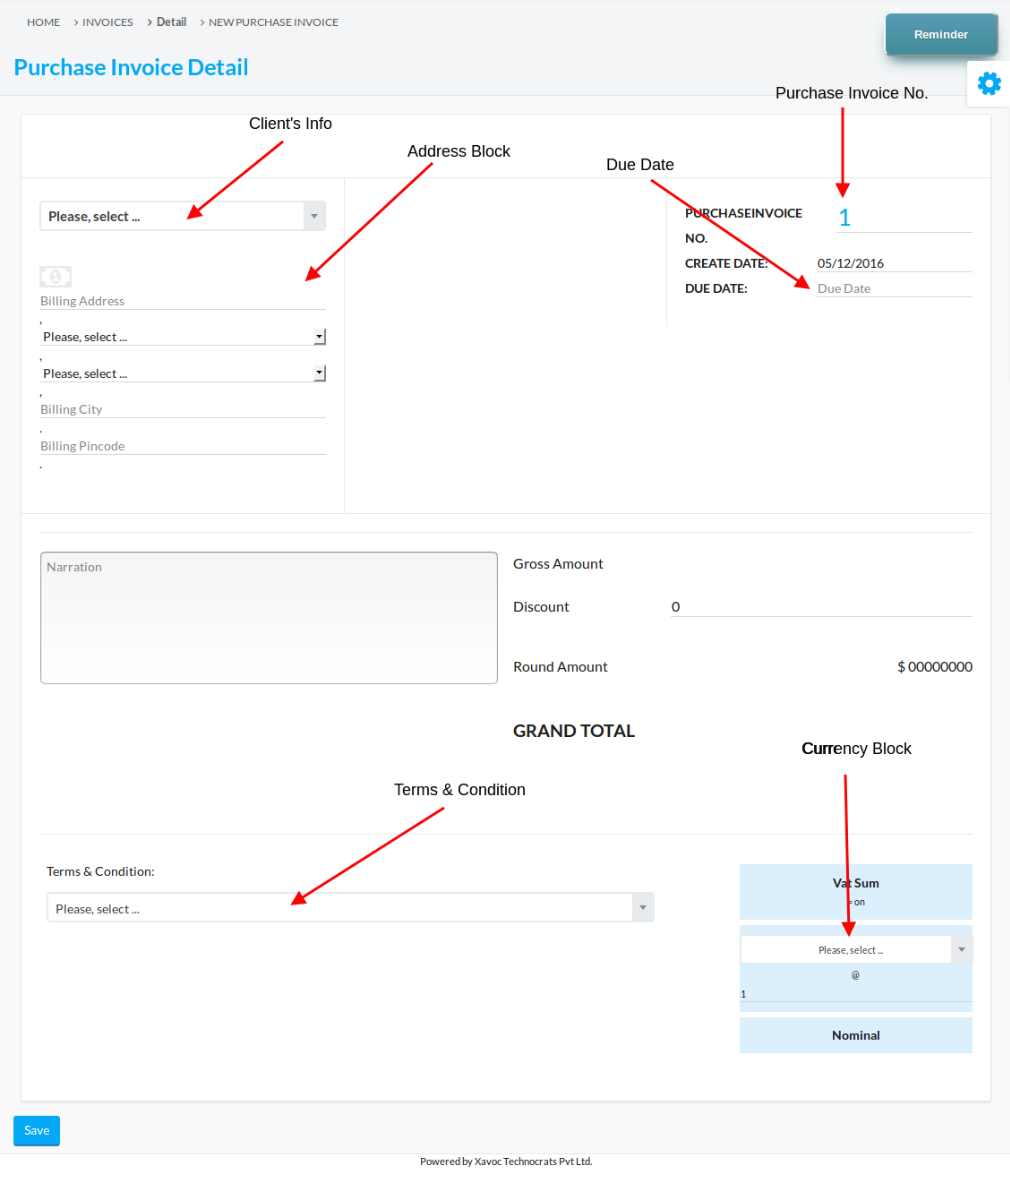 HOME > INVOICES > Detail > NEW PURCHASE INVOICE
Reminder
Purchase Invoice Detail
Purchase Invoice No.
Client's Info
Address Block
Due Date
Please, select ...
PURCHASEINVOICE
NO.
1
CREATE DATE:
05/12/2016
DUE DATE:
Due Date
Billing Address
,
Please, select ...
,
Please, select ...
,
Billing City
.
Billing Pincode
.
Narration
Gross Amount
Discount
0
Round Amount
$ 00000000
GRAND TOTAL
Currency Block
Terms & Condition
Terms & Condition:
Please, select ...
Vat Sum
= on
Please, select ...
@
1
Nominal
Save
Powered by Xavoc Technocrats Pvt Ltd.